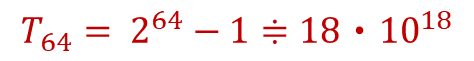 T₆₄ = 2⁶⁴ − 1 ≑ 18 · 10¹⁸